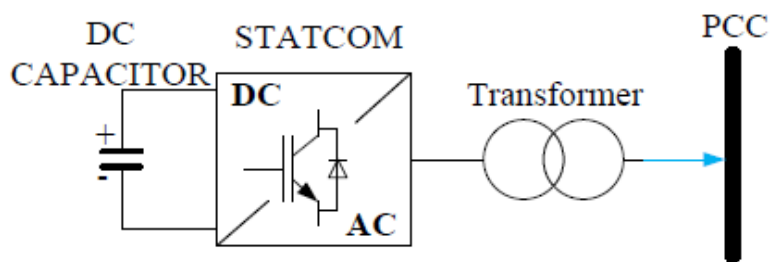 DC
CAPACITOR
STATCOM
DC
AC
+
-
Transformer
PCC